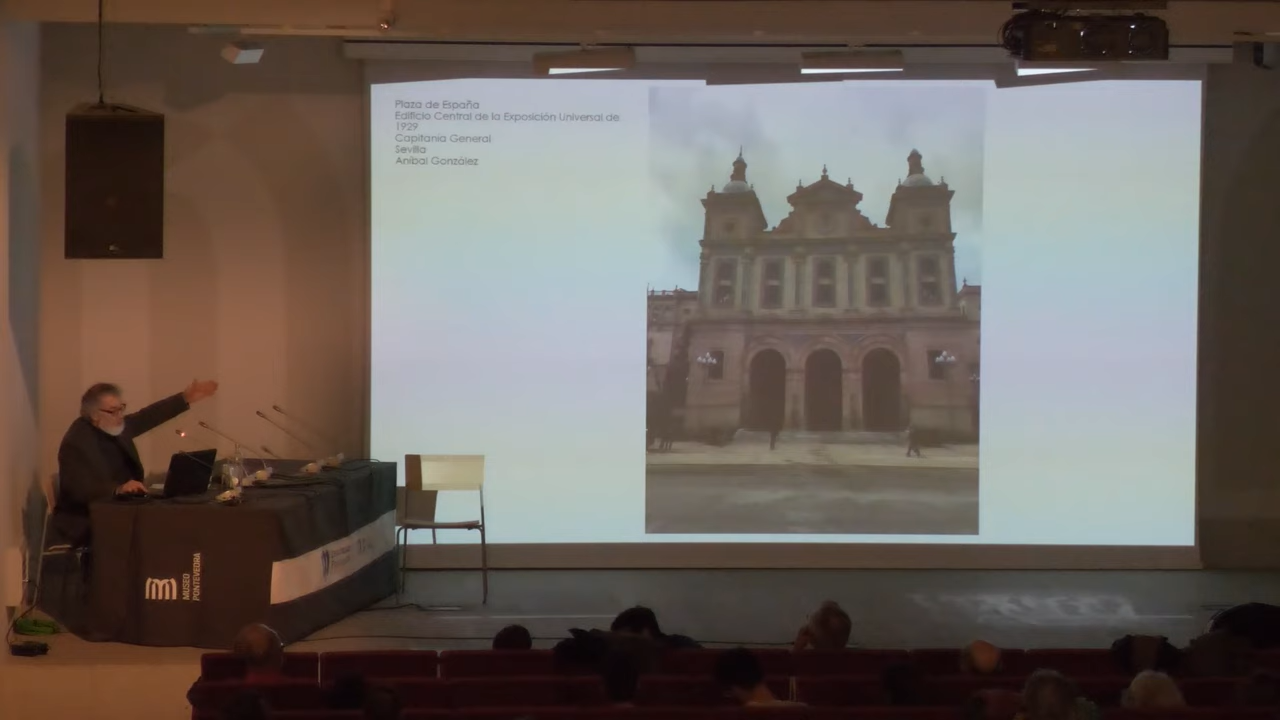 Plaza de España
Edificio Central de la Exposición Universal de
1929
Capitanía General
Sevilla
Aníbal González
MUSEO
PONTEVEDRA